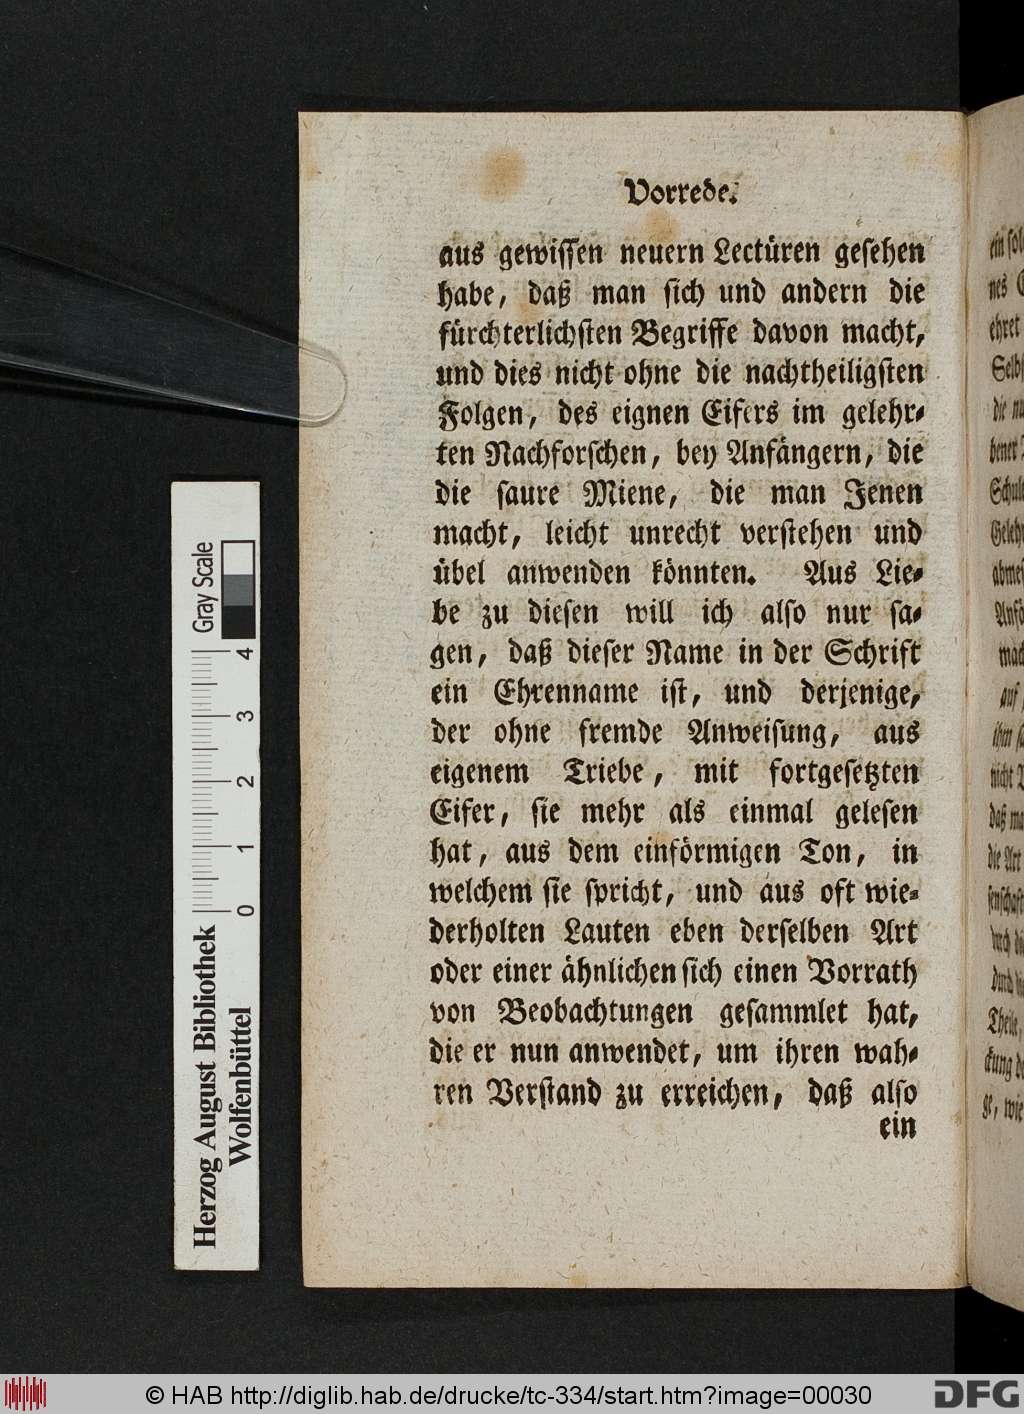 Vorrede.
aus gewiſſen neuern Lectüren geſehen
habe, daß man ſich und andern die
fürchterlichſten Begriffe davon macht,
und dies nicht ohne die nachtheiligſten
Folgen, des eignen Eifers im gelehr-
ten Nachforſchen, bey Anfängern, die
die ſaure Miene, die man Jenen
macht, leicht unrecht verſtehen und
übel anwenden könnten. Aus Lie-
be zu dieſen will ich alſo nur ſa-
gen, daß dieſer Name in der Schrift
ein Ehrenname iſt, und derjenige,
der ohne fremde Anweiſung, aus
eigenem Triebe, mit fortgeſetzten
Eifer, ſie mehr als einmal geleſen
hat, aus dem einförmigen Ton, in
welchem ſie ſpricht, und aus oft wie-
derholten Lauten eben derſelben Art
oder einer ähnlichen ſich einen Vorrath
von Beobachtungen geſammlet hat,
die er nun anwendet, um ihren wah-
ren Verſtand zu erreichen, daß alſo
ein
Herzog August Bibliothek
Wolfenbüttel
0 1 2 3 4
Gray Scale
© HAB http://diglib.hab.de/drucke/tc-334/start.htm?image=00030
DFG